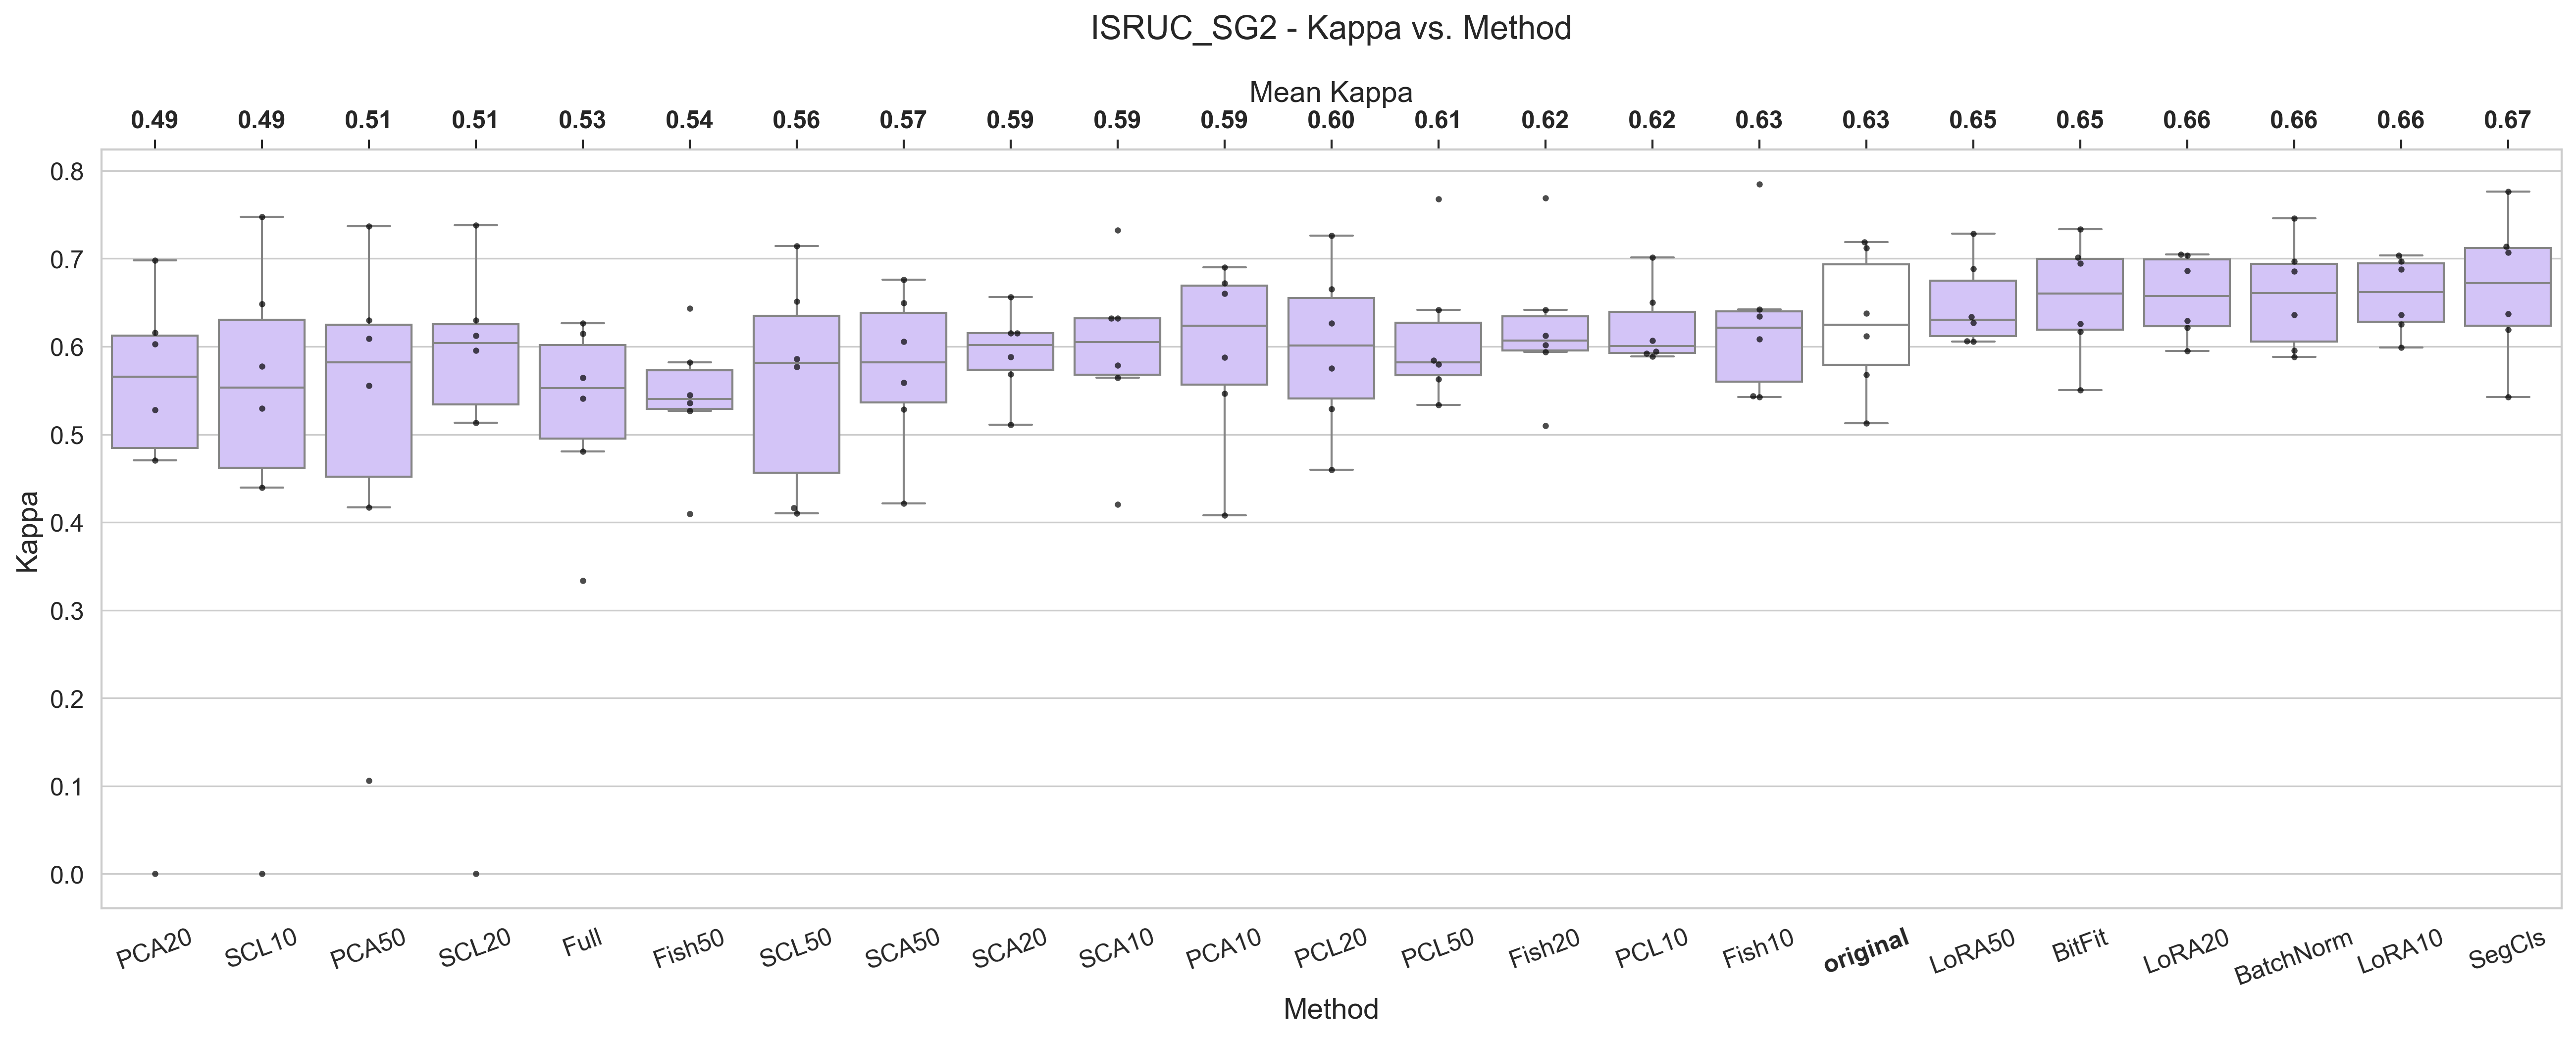 ISRUC_SG2 - Kappa vs. Method
Mean Kappa
0.49 0.49 0.51 0.51 0.53 0.54 0.56 0.57 0.59 0.59 0.59 0.60 0.61 0.62 0.62 0.63 0.63 0.65 0.65 0.66 0.66 0.66 0.67
Kappa
0.8
0.7
0.6
0.5
0.4
0.3
0.2
0.1
0.0
PCA20 SCL10 PCA50 SCL20 Full Fish50 SCL50 SCA50 SCA20 SCA10 PCA10 PCL20 PCL50 Fish20 PCL10 Fish10 original LoRA50 BitFit LoRA20 BatchNorm LoRA10 SegCls
Method